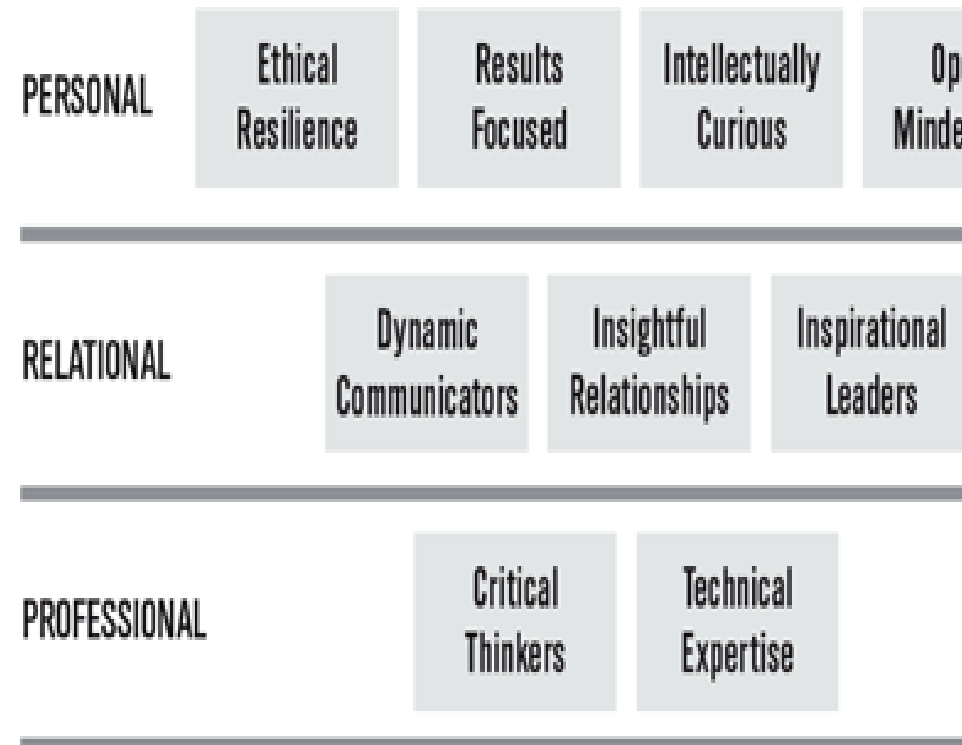 PERSONAL
Ethical
Resilience
Results
Focused
Intellectually
Curious
RELATIONAL
Dynamic
Communicators
Insightful
Relationships
Inspirational
Leaders
PROFESSIONAL
Critical
Thinkers
Technical
Expertise